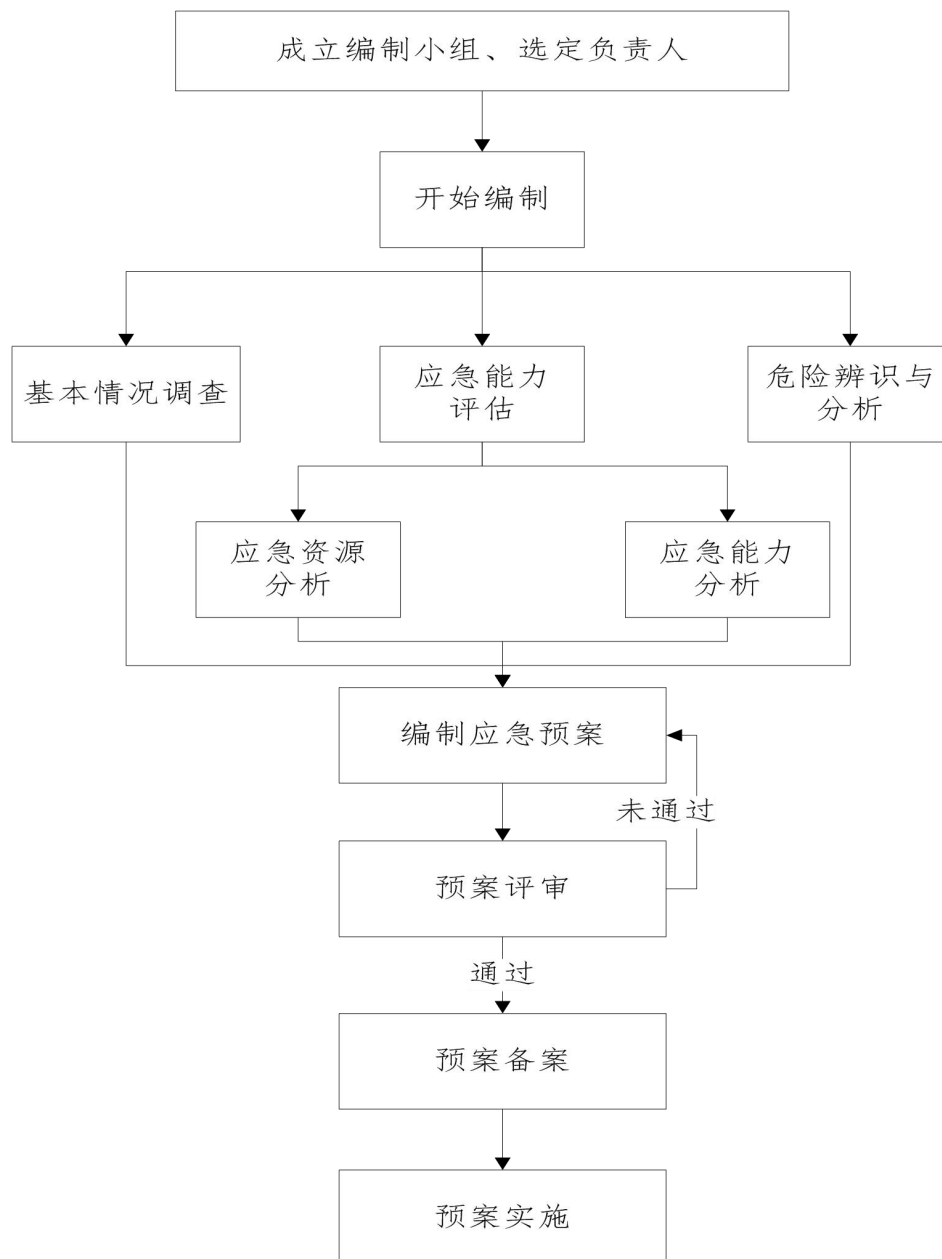 成立编制小组、选定负责人
开始编制
基本情况调查
应急能力
评估
危险辨识与
分析
应急资源
分析
应急能力
分析
编制应急预案
未通过
预案评审
通过
预案备案
预案实施